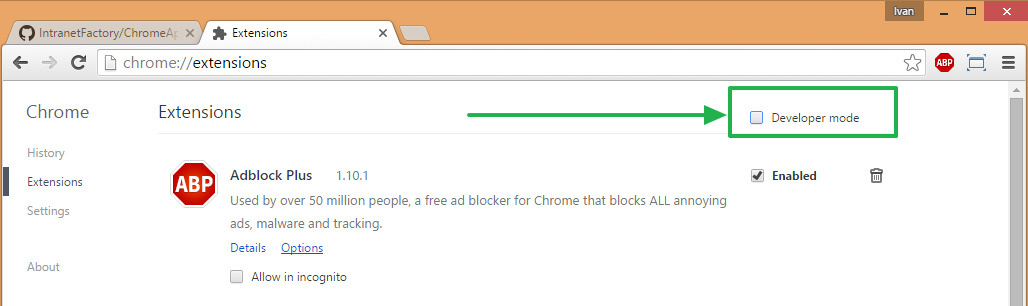 Ivan
IntranetFactory/ChromeAp
Extensions
chrome://extensions
ABP
Chrome
Extensions
Developer mode
History
Extensions
Settings
About
ABP
Adblock Plus 1.10.1
Enabled
Used by over 50 million people, a free ad blocker for Chrome that blocks ALL annoying
ads, malware and tracking.
Details Options
Allow in incognito